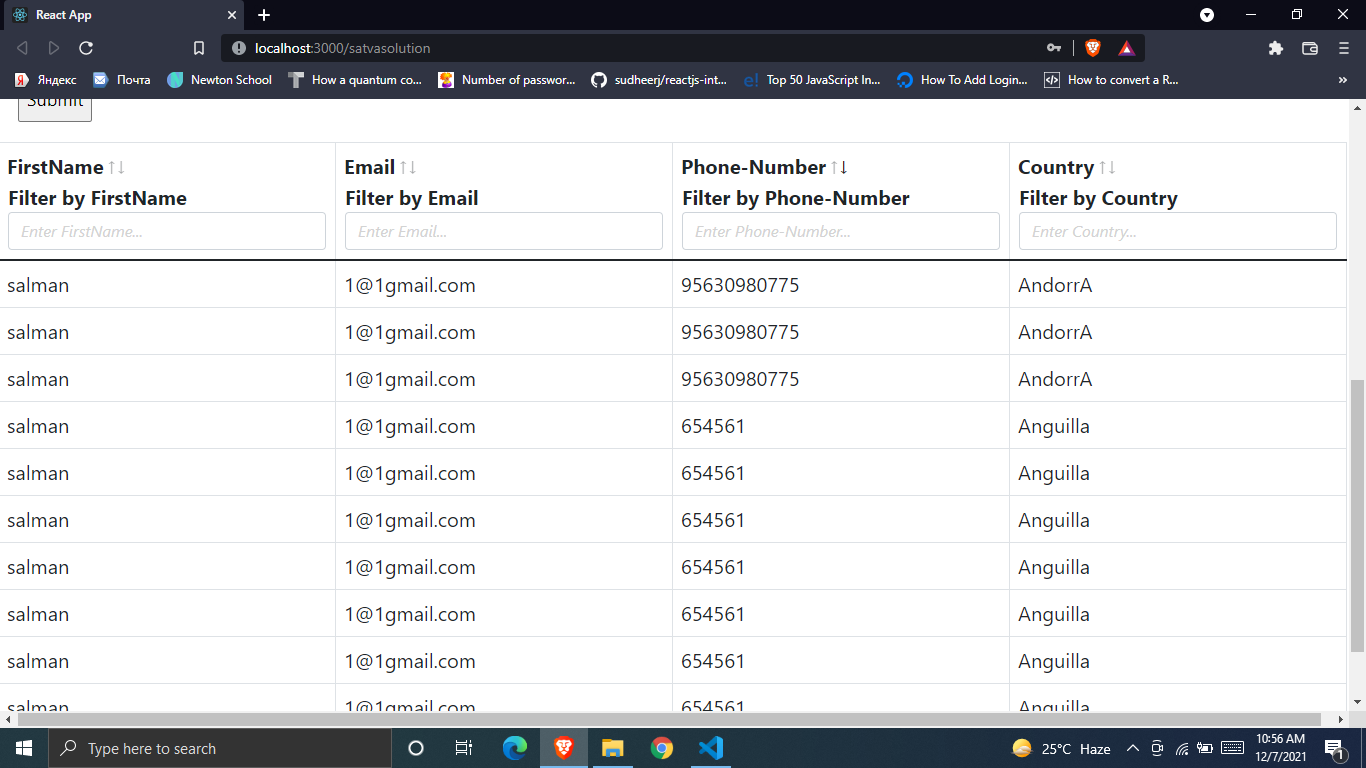 React App
localhost:3000/satvasolution
Яндекс Почта Newton School How a quantum co... Number of passwor... sudheerj/reactjs-int... Top 50 JavaScript In... How To Add Login... How to convert a R... »
Submit
FirstName ↑↓ Email ↑↓ Phone-Number ↑↓ Country ↑↓
Filter by FirstName Filter by Email Filter by Phone-Number Filter by Country
Enter FirstName... Enter Email... Enter Phone-Number... Enter Country...
salman 1@1gmail.com 95630980775 AndorrA
salman 1@1gmail.com 95630980775 AndorrA
salman 1@1gmail.com 95630980775 AndorrA
salman 1@1gmail.com 654561 Anguilla
salman 1@1gmail.com 654561 Anguilla
salman 1@1gmail.com 654561 Anguilla
salman 1@1gmail.com 654561 Anguilla
salman 1@1gmail.com 654561 Anguilla
salman 1@1gmail.com 654561 Anguilla
salman 1@1gmail.com 654561 Anguilla
Type here to search 25°C Haze 10:56 AM
12/7/2021 1